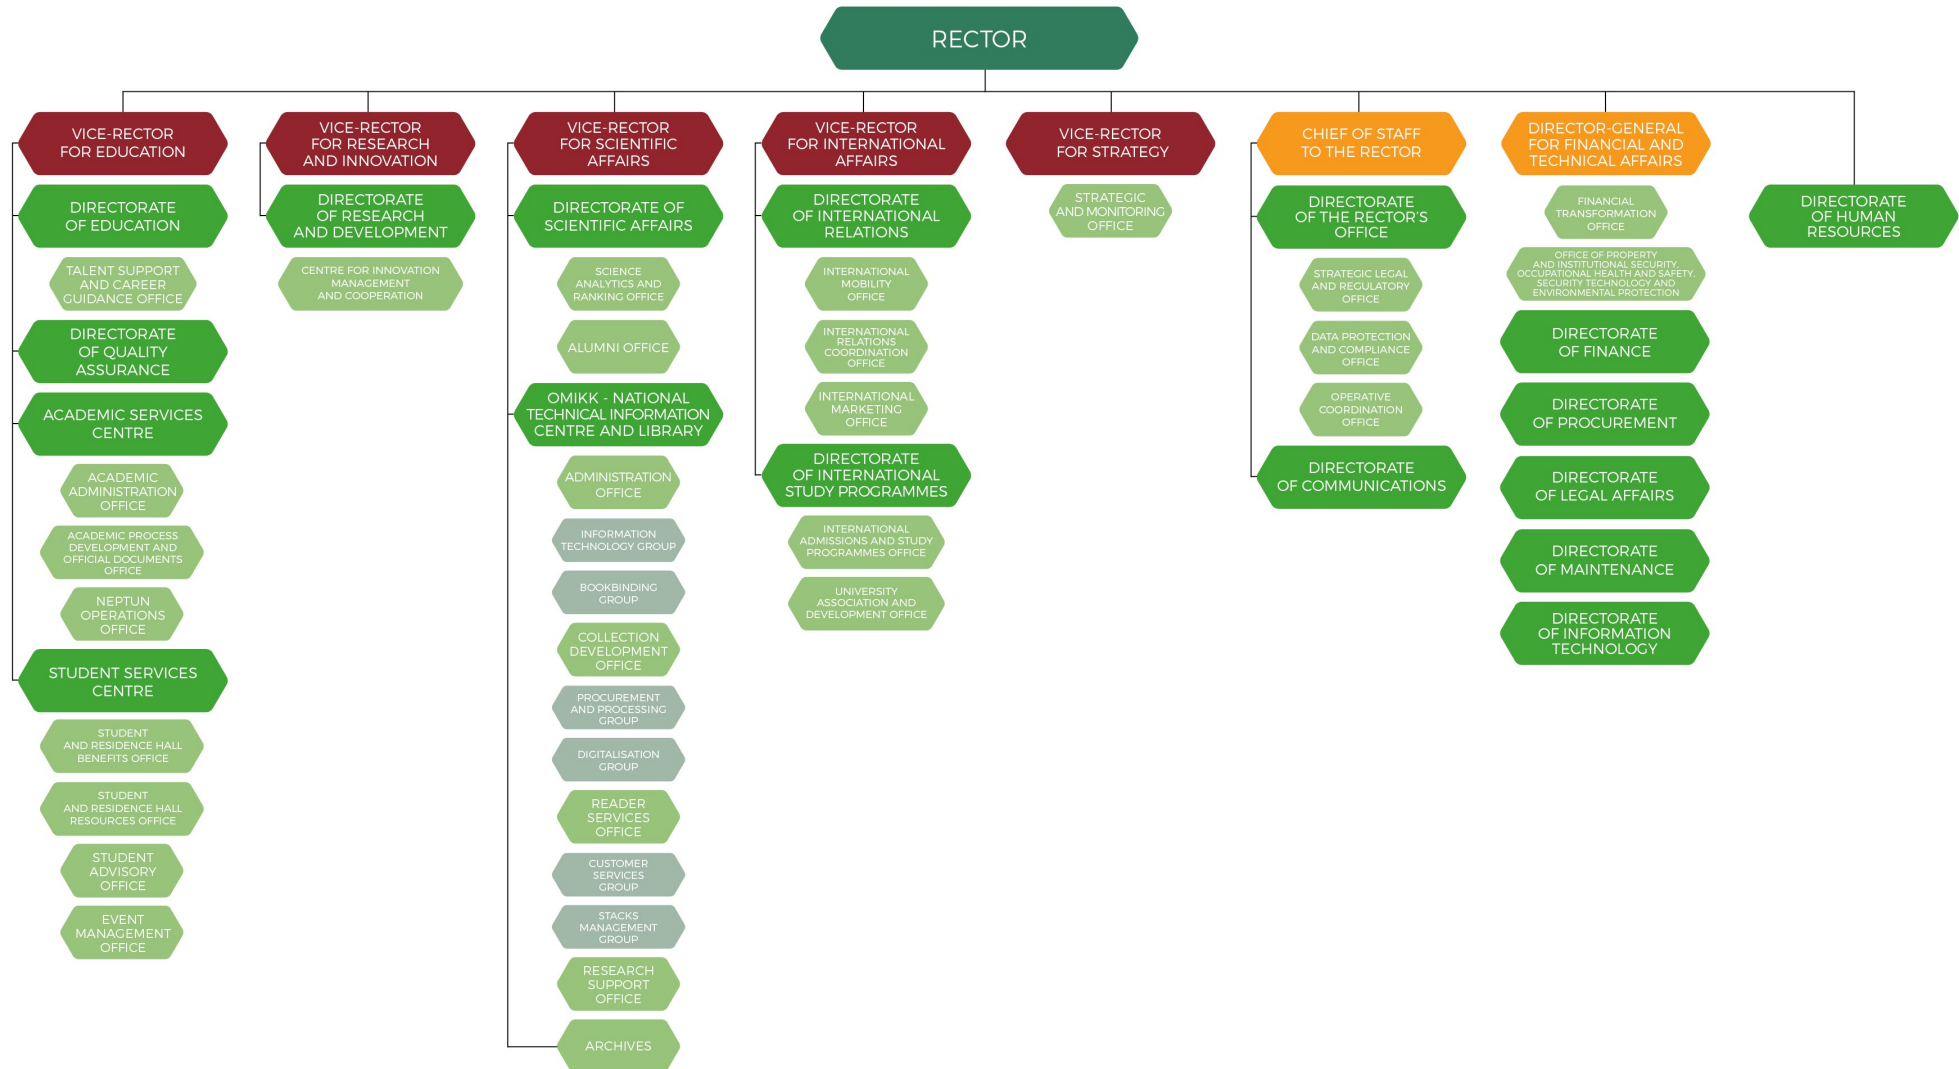 RECTOR
VICE-RECTOR
FOR EDUCATION
DIRECTORATE
OF EDUCATION
TALENT SUPPORT
AND CAREER
GUIDANCE OFFICE
DIRECTORATE
OF QUALITY
ASSURANCE
ACADEMIC SERVICES
CENTRE
ACADEMIC
ADMINISTRATION
OFFICE
ACADEMIC PROCESS
DEVELOPMENT AND
OFFICIAL DOCUMENTS
OFFICE
NEPTUN
OPERATIONS
OFFICE
STUDENT SERVICES
CENTRE
STUDENT
AND RESIDENCE HALL
BENEFITS OFFICE
STUDENT
AND RESIDENCE HALL
RESOURCES OFFICE
STUDENT
ADVISORY
OFFICE
EVENT
MANAGEMENT
OFFICE
VICE-RECTOR
FOR RESEARCH
AND INNOVATION
DIRECTORATE
OF RESEARCH
AND DEVELOPMENT
CENTRE FOR INNOVATION
MANAGEMENT
AND COOPERATION
VICE-RECTOR
FOR SCIENTIFIC
AFFAIRS
DIRECTORATE OF
SCIENTIFIC AFFAIRS
SCIENCE
ANALYTICS AND
RANKING OFFICE
ALUMNI OFFICE
OMIKK - NATIONAL
TECHNICAL INFORMATION
CENTRE AND LIBRARY
ADMINISTRATION
OFFICE
INFORMATION
TECHNOLOGY GROUP
BOOKBINDING
GROUP
COLLECTION
DEVELOPMENT
OFFICE
PROCUREMENT
AND PROCESSING
GROUP
DIGITALISATION
GROUP
READER
SERVICES
OFFICE
CUSTOMER
SERVICES
GROUP
STACKS
MANAGEMENT
GROUP
RESEARCH
SUPPORT
OFFICE
ARCHIVES
VICE-RECTOR
FOR INTERNATIONAL
AFFAIRS
DIRECTORATE
OF INTERNATIONAL
RELATIONS
INTERNATIONAL
MOBILITY
OFFICE
INTERNATIONAL
RELATIONS
COORDINATION
OFFICE
INTERNATIONAL
MARKETING
OFFICE
DIRECTORATE
OF INTERNATIONAL
STUDY PROGRAMMES
INTERNATIONAL
ADMISSIONS AND STUDY
PROGRAMMES OFFICE
UNIVERSITY
ASSOCIATION AND
DEVELOPMENT OFFICE
VICE-RECTOR
FOR STRATEGY
STRATEGIC
AND MONITORING
OFFICE
CHIEF OF STAFF
TO THE RECTOR
DIRECTORATE
OF THE RECTOR'S
OFFICE
STRATEGIC LEGAL
AND REGULATORY
OFFICE
DATA PROTECTION
AND COMPLIANCE
OFFICE
OPERATIVE
COORDINATION
OFFICE
DIRECTORATE
OF COMMUNICATIONS
DIRECTOR-GENERAL
FOR FINANCIAL AND
TECHNICAL AFFAIRS
FINANCIAL
TRANSFORMATION
OFFICE
OFFICE OF PROPERTY
AND INSTITUTIONAL SECURITY,
OCCUPATIONAL HEALTH AND SAFETY,
SECURITY TECHNOLOGY AND
ENVIRONMENTAL PROTECTION
DIRECTORATE
OF FINANCE
DIRECTORATE
OF PROCUREMENT
DIRECTORATE
OF LEGAL AFFAIRS
DIRECTORATE
OF MAINTENANCE
DIRECTORATE
OF INFORMATION
TECHNOLOGY
DIRECTORATE
OF HUMAN
RESOURCES